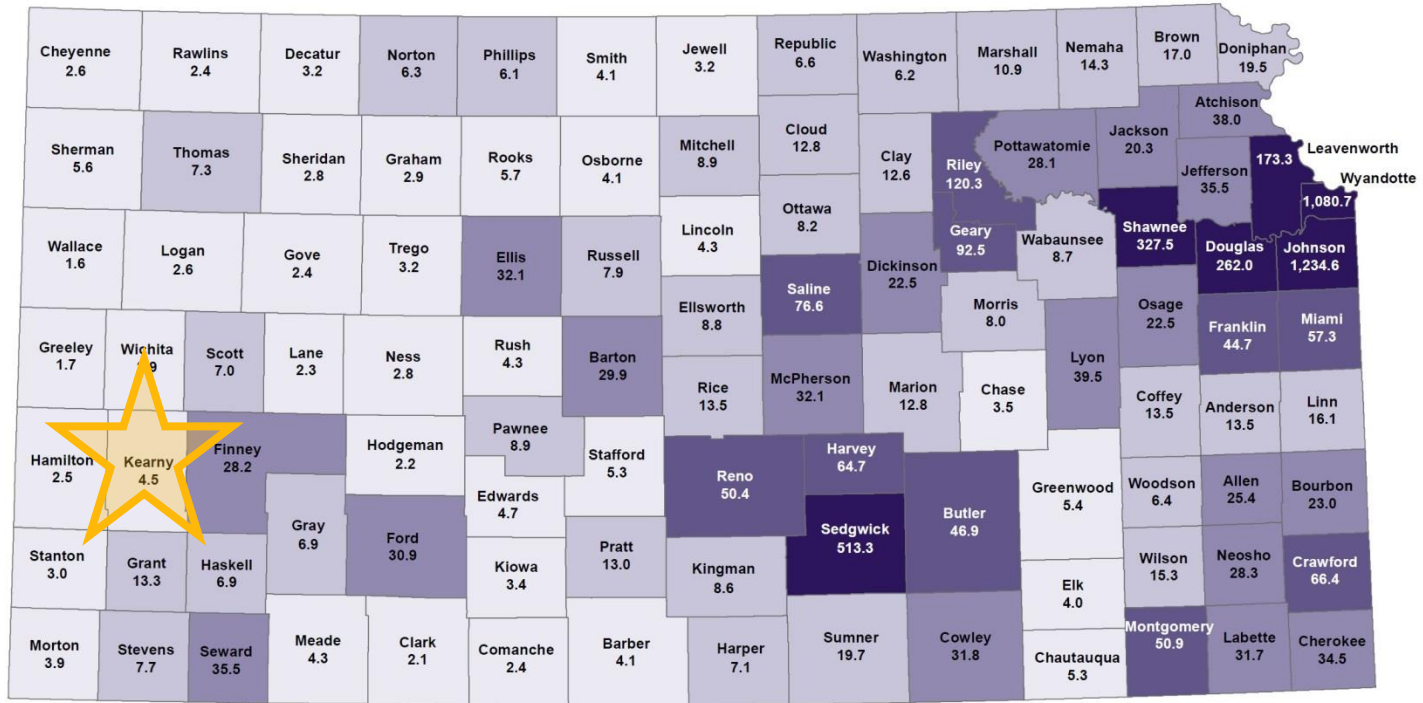 Cheyenne
2.6
Rawlins
2.4
Decatur
3.2
Norton
6.3
Phillips
6.1
Smith
4.1
Jewell
3.2
Republic
6.6
Washington
6.2
Marshall
10.9
Nemaha
14.3
Brown
17.0
Doniphan
19.5
Atchison
38.0
Sherman
5.6
Thomas
7.3
Sheridan
2.8
Graham
2.9
Rooks
5.7
Osborne
4.1
Mitchell
8.9
Cloud
12.8
Clay
12.6
Riley
120.3
Pottawatomie
28.1
Jackson
20.3
Jefferson
35.5
173.3
Leavenworth
Wyandotte
1,080.7
Wallace
1.6
Logan
2.6
Gove
2.4
Trego
3.2
Ellis
32.1
Russell
7.9
Lincoln
4.3
Ottawa
8.2
Geary
92.5
Wabaunsee
8.7
Shawnee
327.5
Douglas
262.0
Johnson
1,234.6
Ellsworth
8.8
Saline
76.6
Dickinson
22.5
Morris
8.0
Osage
22.5
Franklin
44.7
Miami
57.3
Greeley
1.7
Wichita
Scott
7.0
Lane
2.3
Ness
2.8
Rush
4.3
Barton
29.9
Rice
13.5
McPherson
32.1
Marion
12.8
Chase
3.5
Lyon
39.5
Coffey
13.5
Anderson
13.5
Linn
16.1
Hamilton
2.5
Kearny
4.5
Finney
28.2
Hodgeman
2.2
Pawnee
8.9
Stafford
5.3
Edwards
4.7
Reno
50.4
Harvey
64.7
Sedgwick
513.3
Butler
46.9
Greenwood
5.4
Woodson
6.4
Allen
25.4
Bourbon
23.0
Stanton
3.0
Grant
13.3
Haskell
6.9
Gray
6.9
Ford
30.9
Kiowa
3.4
Pratt
13.0
Kingman
8.6
Elk
4.0
Wilson
15.3
Neosho
28.3
Crawford
66.4
Morton
3.9
Stevens
7.7
Seward
35.5
Meade
4.3
Clark
2.1
Comanche
2.4
Barber
4.1
Harper
7.1
Sumner
19.7
Cowley
31.8
Chautauqua
5.3
Montgomery
50.9
Labette
31.7
Cherokee
34.5